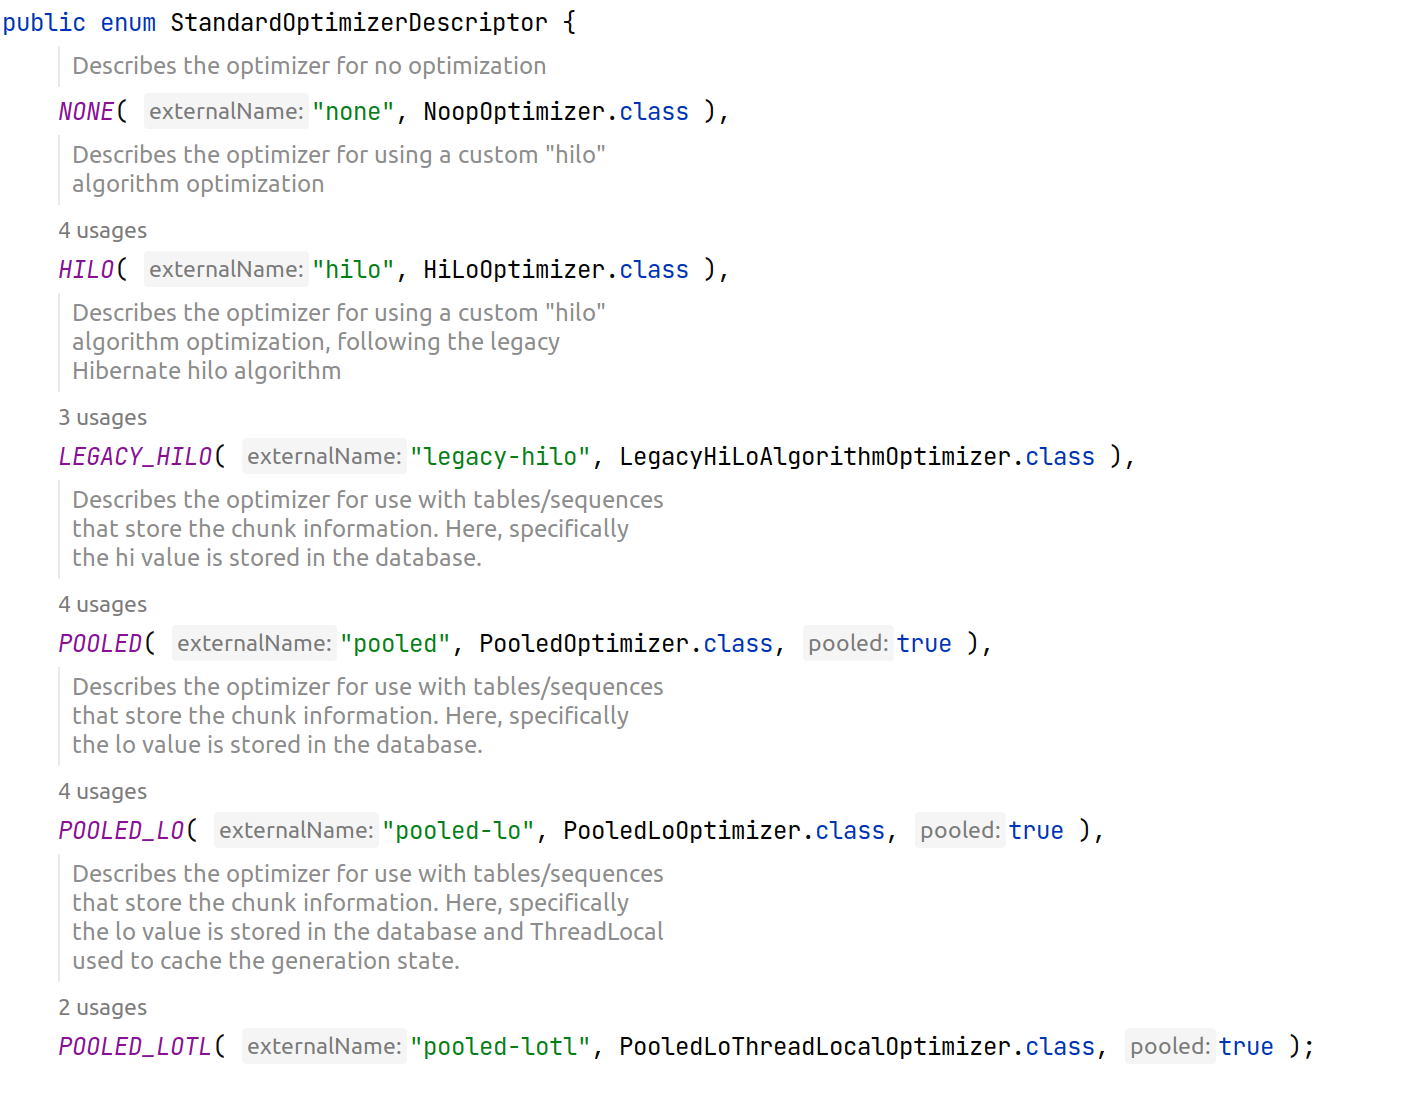 public enum StandardOptimizerDescriptor {
Describes the optimizer for no optimization
NONE( externalName: "none", NoopOptimizer.class ),
Describes the optimizer for using a custom "hilo"
algorithm optimization
4 usages
HILO( externalName: "hilo", HiLoOptimizer.class ),
Describes the optimizer for using a custom "hilo"
algorithm optimization, following the legacy
Hibernate hilo algorithm
3 usages
LEGACY_HILO( externalName: "legacy-hilo", LegacyHiLoAlgorithmOptimizer.class ),
Describes the optimizer for use with tables/sequences
that store the chunk information. Here, specifically
the hi value is stored in the database.
4 usages
POOLED( externalName: "pooled", PooledOptimizer.class, pooled: true ),
Describes the optimizer for use with tables/sequences
that store the chunk information. Here, specifically
the lo value is stored in the database.
4 usages
POOLED_LO( externalName: "pooled-lo", PooledLoOptimizer.class, pooled: true ),
Describes the optimizer for use with tables/sequences
that store the chunk information. Here, specifically
the lo value is stored in the database and ThreadLocal
used to cache the generation state.
2 usages
POOLED_LOTL( externalName: "pooled-lotl", PooledLoThreadLocalOptimizer.class, pooled: true );